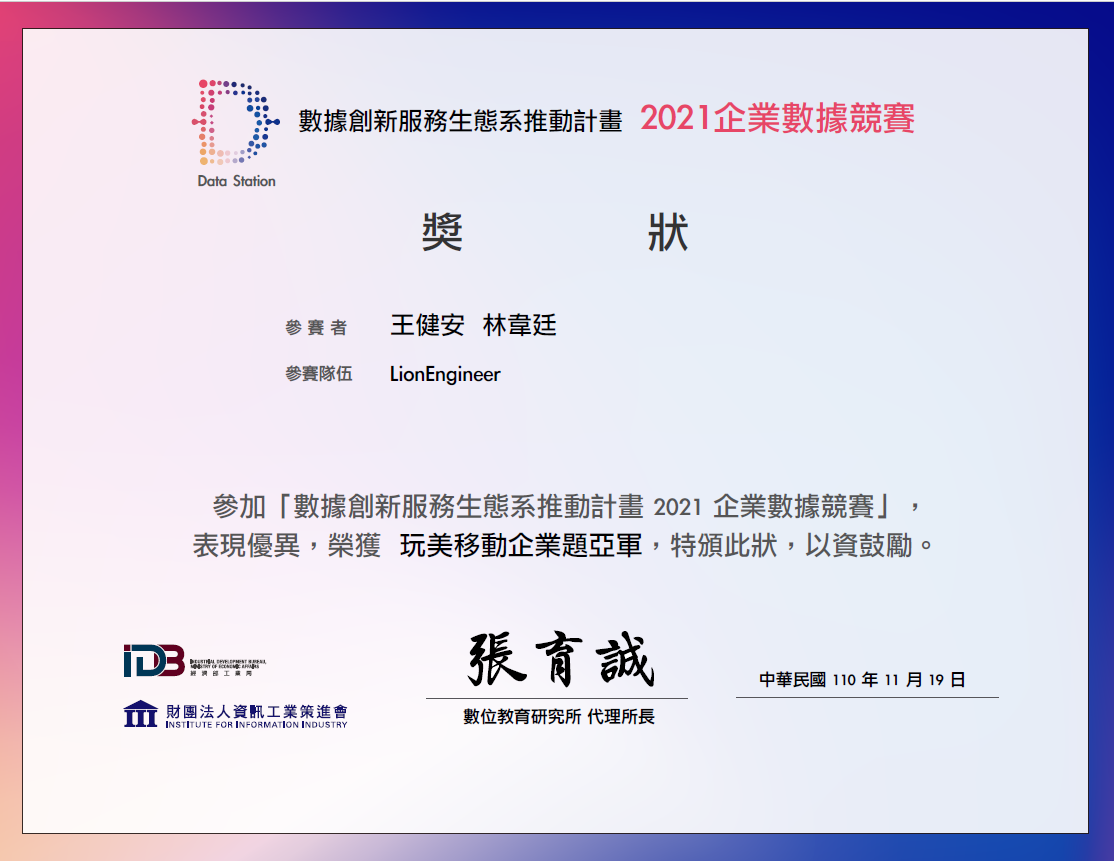 數據創新服務生態系推動計畫 2021企業數據競賽
Data Station
獎 狀
參賽者 王健安 林韋廷
參賽隊伍 LionEngineer
參加「數據創新服務生態系推動計畫 2021 企業數據競賽」,
表現優異,榮獲 玩美移動企業題亞軍,特頒此狀,以資鼓勵。
IDB INDUSTRIAL DEVELOPMENT BUREAU,
MINISTRY OF ECONOMIC AFFAIRS
經濟部工業局
財團法人資訊工業策進會
INSTITUTE FOR INFORMATION INDUSTRY
張育誠
數位教育研究所 代理所長
中華民國 110 年 11 月 19 日